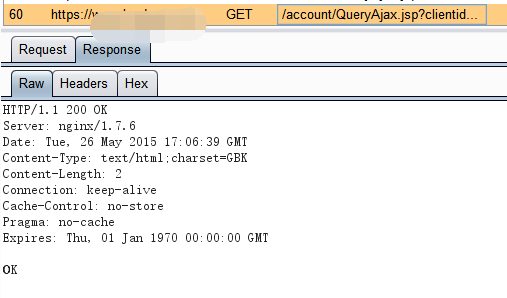 60 https:// GET /account/QueryAjax.jsp?clientid...
Request Response
Raw Headers Hex
HTTP/1.1 200 OK
Server: nginx/1.7.6
Date: Tue, 26 May 2015 17:06:39 GMT
Content-Type: text/html;charset=GBK
Content-Length: 2
Connection: keep-alive
Cache-Control: no-store
Pragma: no-cache
Expires: Thu, 01 Jan 1970 00:00:00 GMT
OK